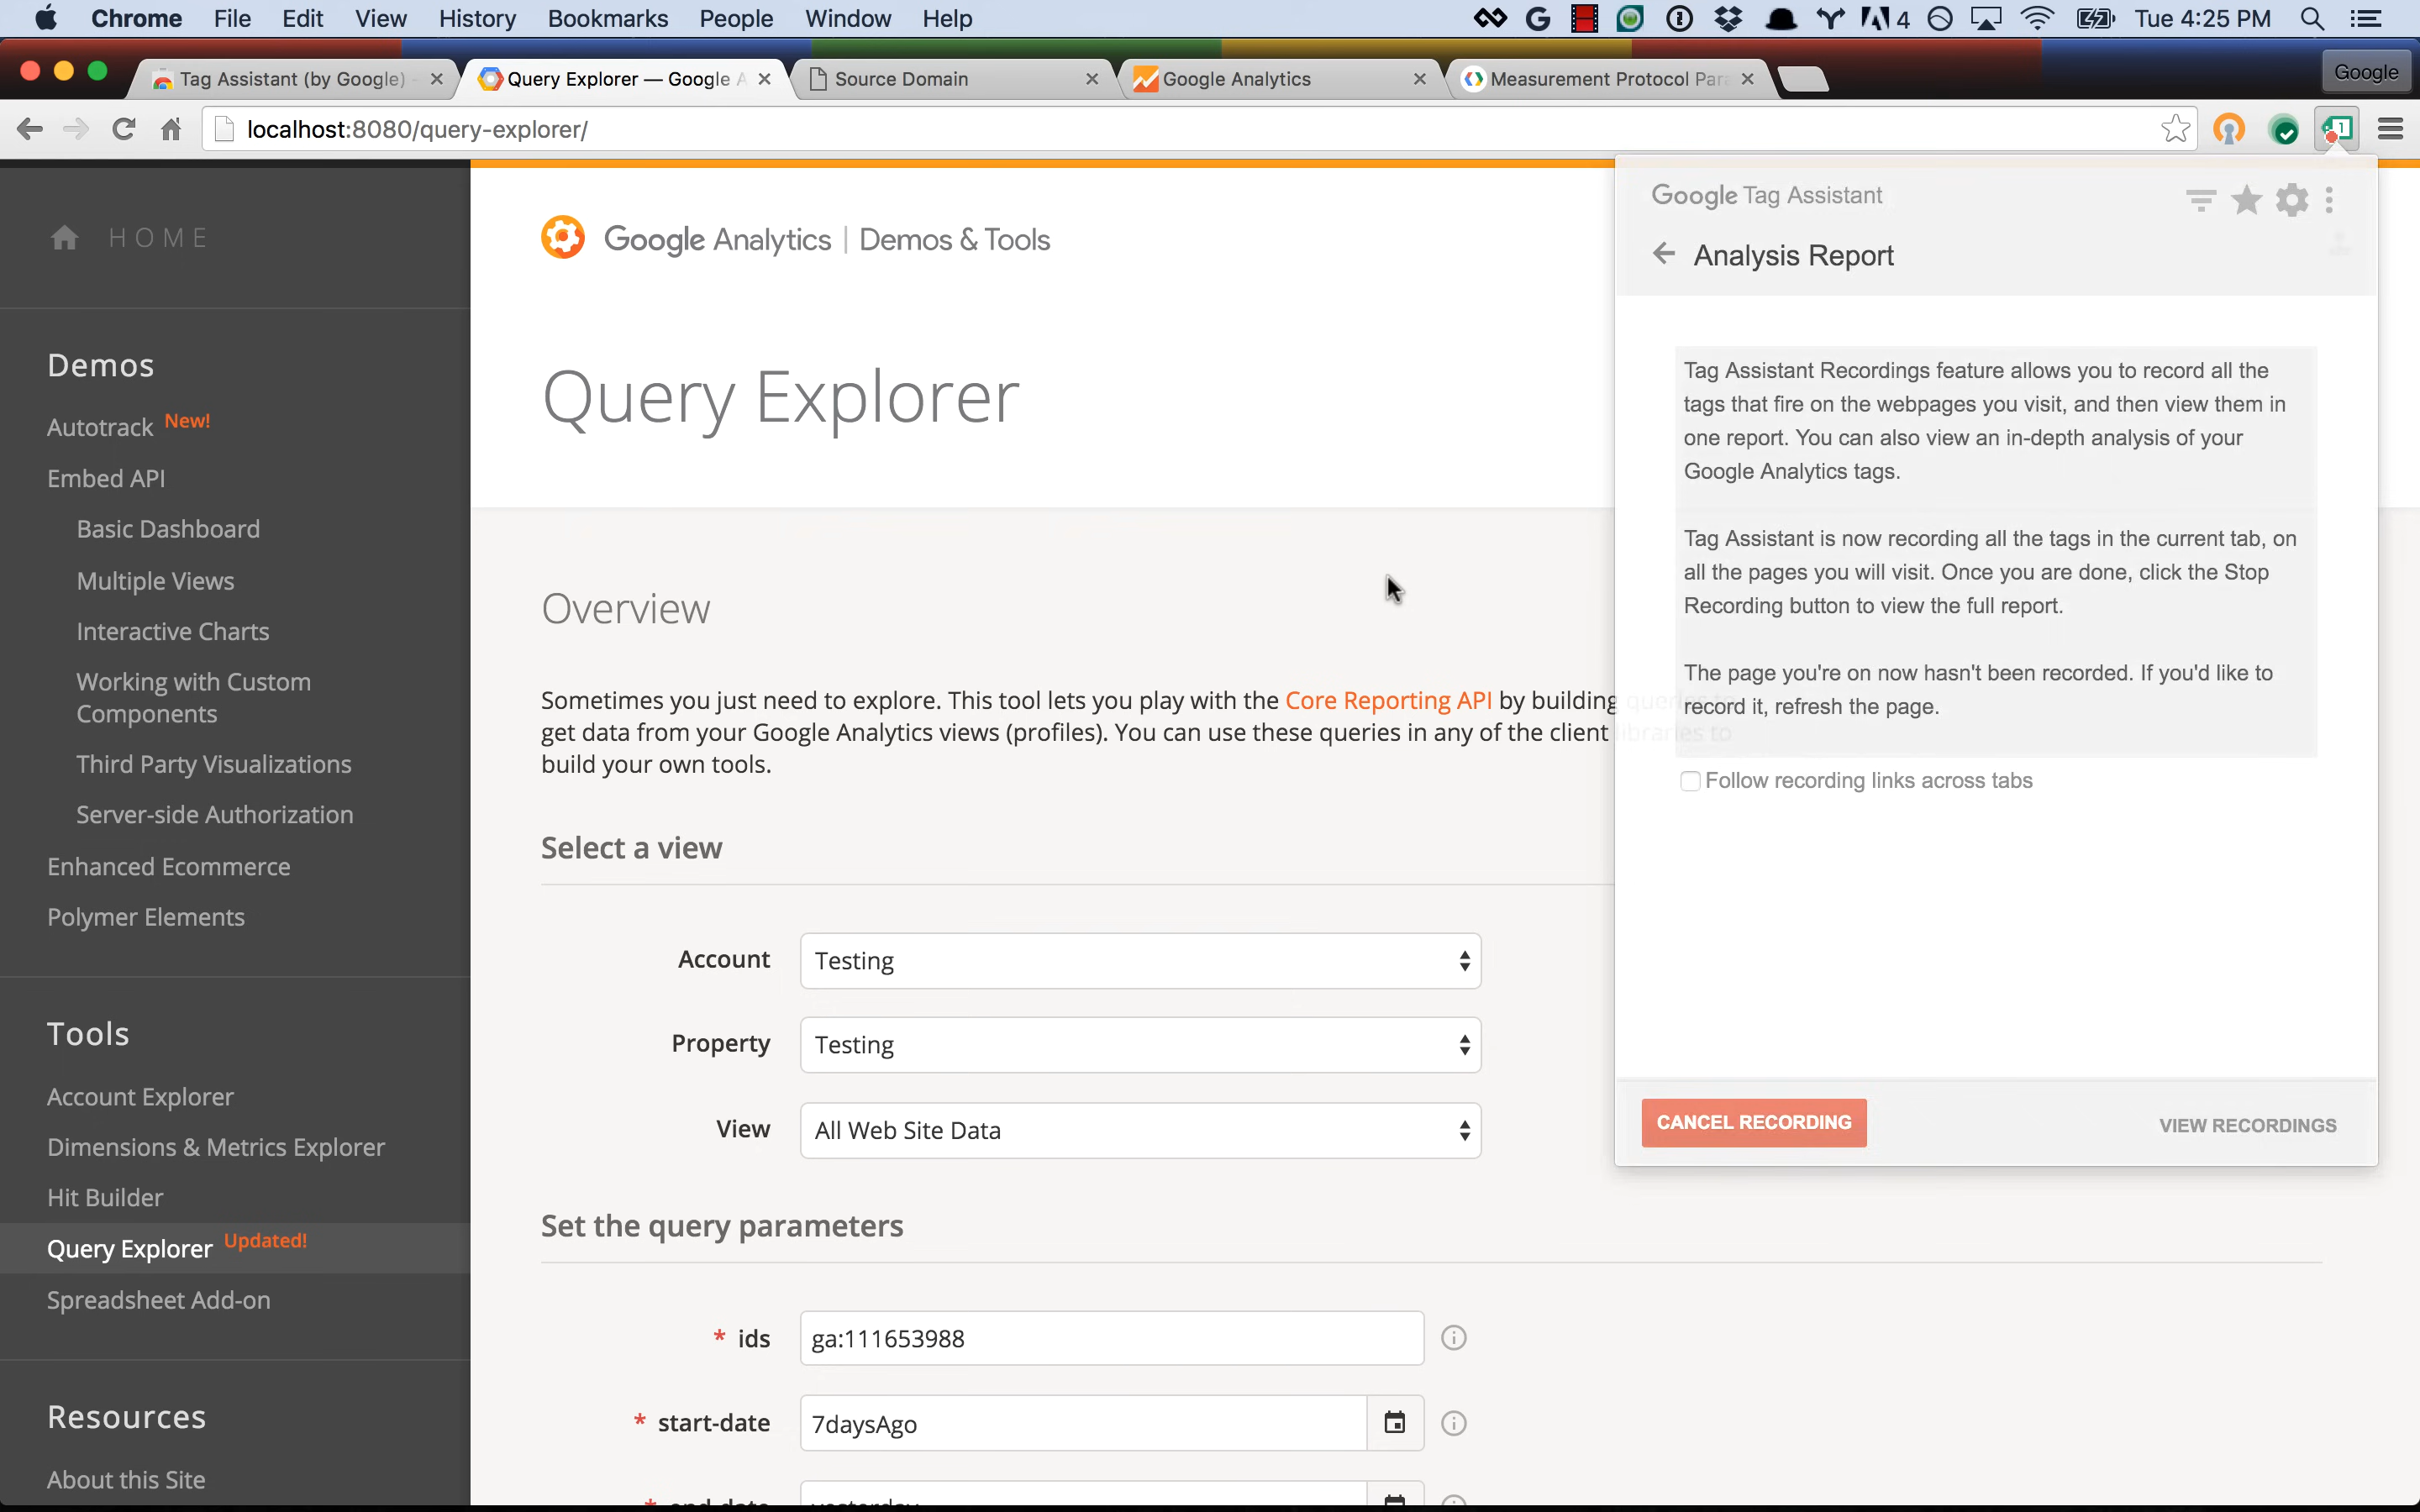 Chrome File Edit View History Bookmarks People Window Help
4 Tue 4:25 PM
Tag Assistant (by Google)
Query Explorer — Google A
Source Domain
Google Analytics
Measurement Protocol Para
Google
localhost:8080/query-explorer/
1
HOME
Demos
Autotrack New!
Embed API
Basic Dashboard
Multiple Views
Interactive Charts
Working with Custom
Components
Third Party Visualizations
Server-side Authorization
Enhanced Ecommerce
Polymer Elements
Tools
Account Explorer
Dimensions & Metrics Explorer
Hit Builder
Query Explorer Updated!
Spreadsheet Add-on
Resources
About this Site
Google Analytics | Demos & Tools
Query Explorer
Overview
Sometimes you just need to explore. This tool lets you play with the Core Reporting API by building queries to
get data from your Google Analytics views (profiles). You can use these queries in any of the client libraries to
build your own tools.
Select a view
Account Testing
Property Testing
View All Web Site Data
Set the query parameters
* ids ga:111653988
* start-date 7daysAgo
* end-date yesterday
Google Tag Assistant
Analysis Report
Tag Assistant Recordings feature allows you to record all the
tags that fire on the webpages you visit, and then view them in
one report. You can also view an in-depth analysis of your
Google Analytics tags.
Tag Assistant is now recording all the tags in the current tab, on
all the pages you will visit. Once you are done, click the Stop
Recording button to view the full report.
The page you're on now hasn't been recorded. If you'd like to
record it, refresh the page.
Follow recording links across tabs
CANCEL RECORDING
VIEW RECORDINGS